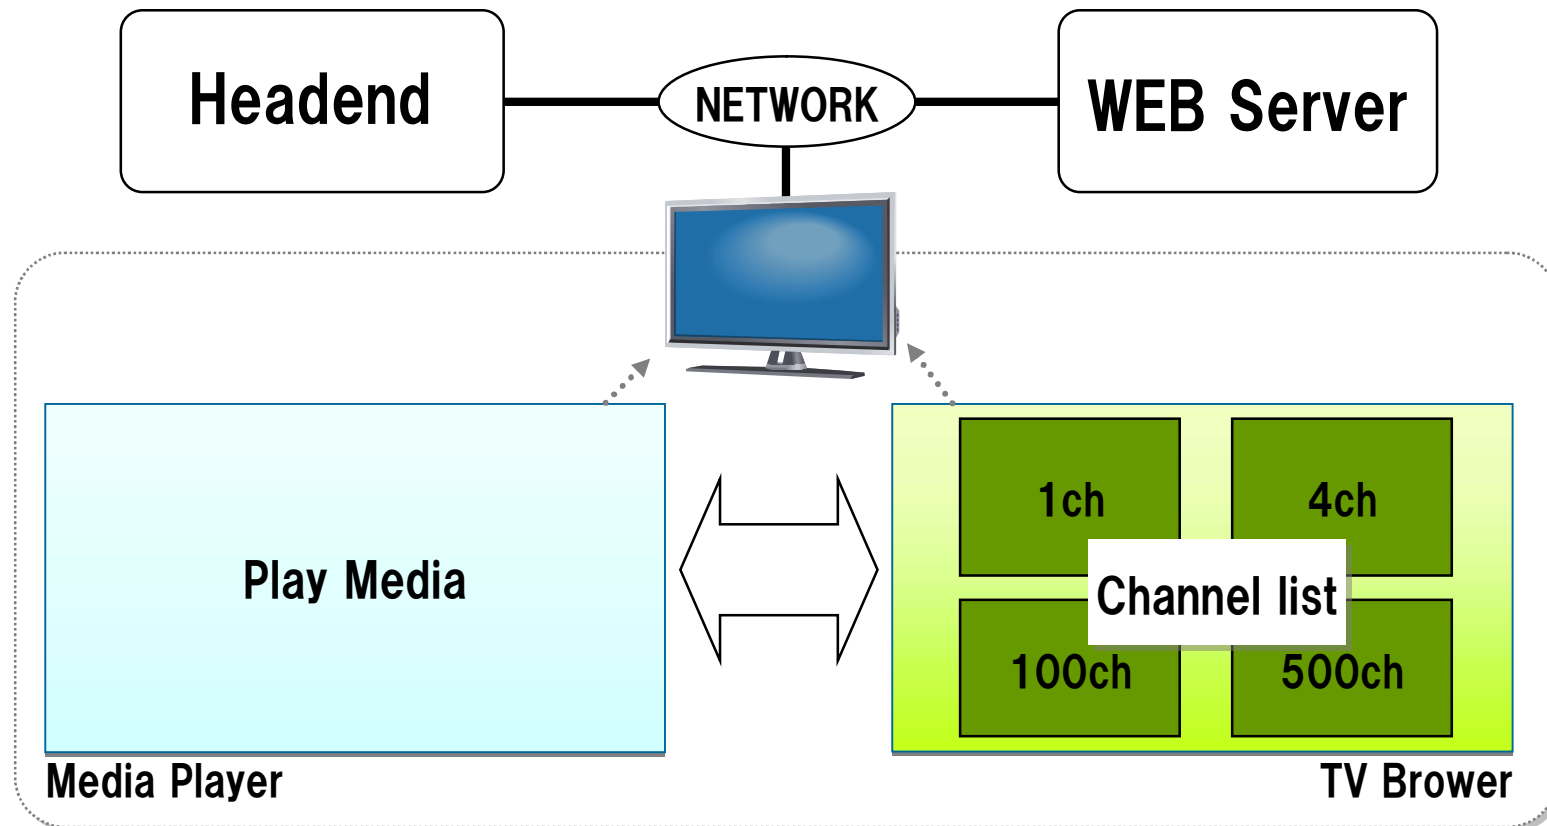 Headend
NETWORK
WEB Server
Play Media
1ch
4ch
Channel list
100ch
500ch
Media Player
TV Brower